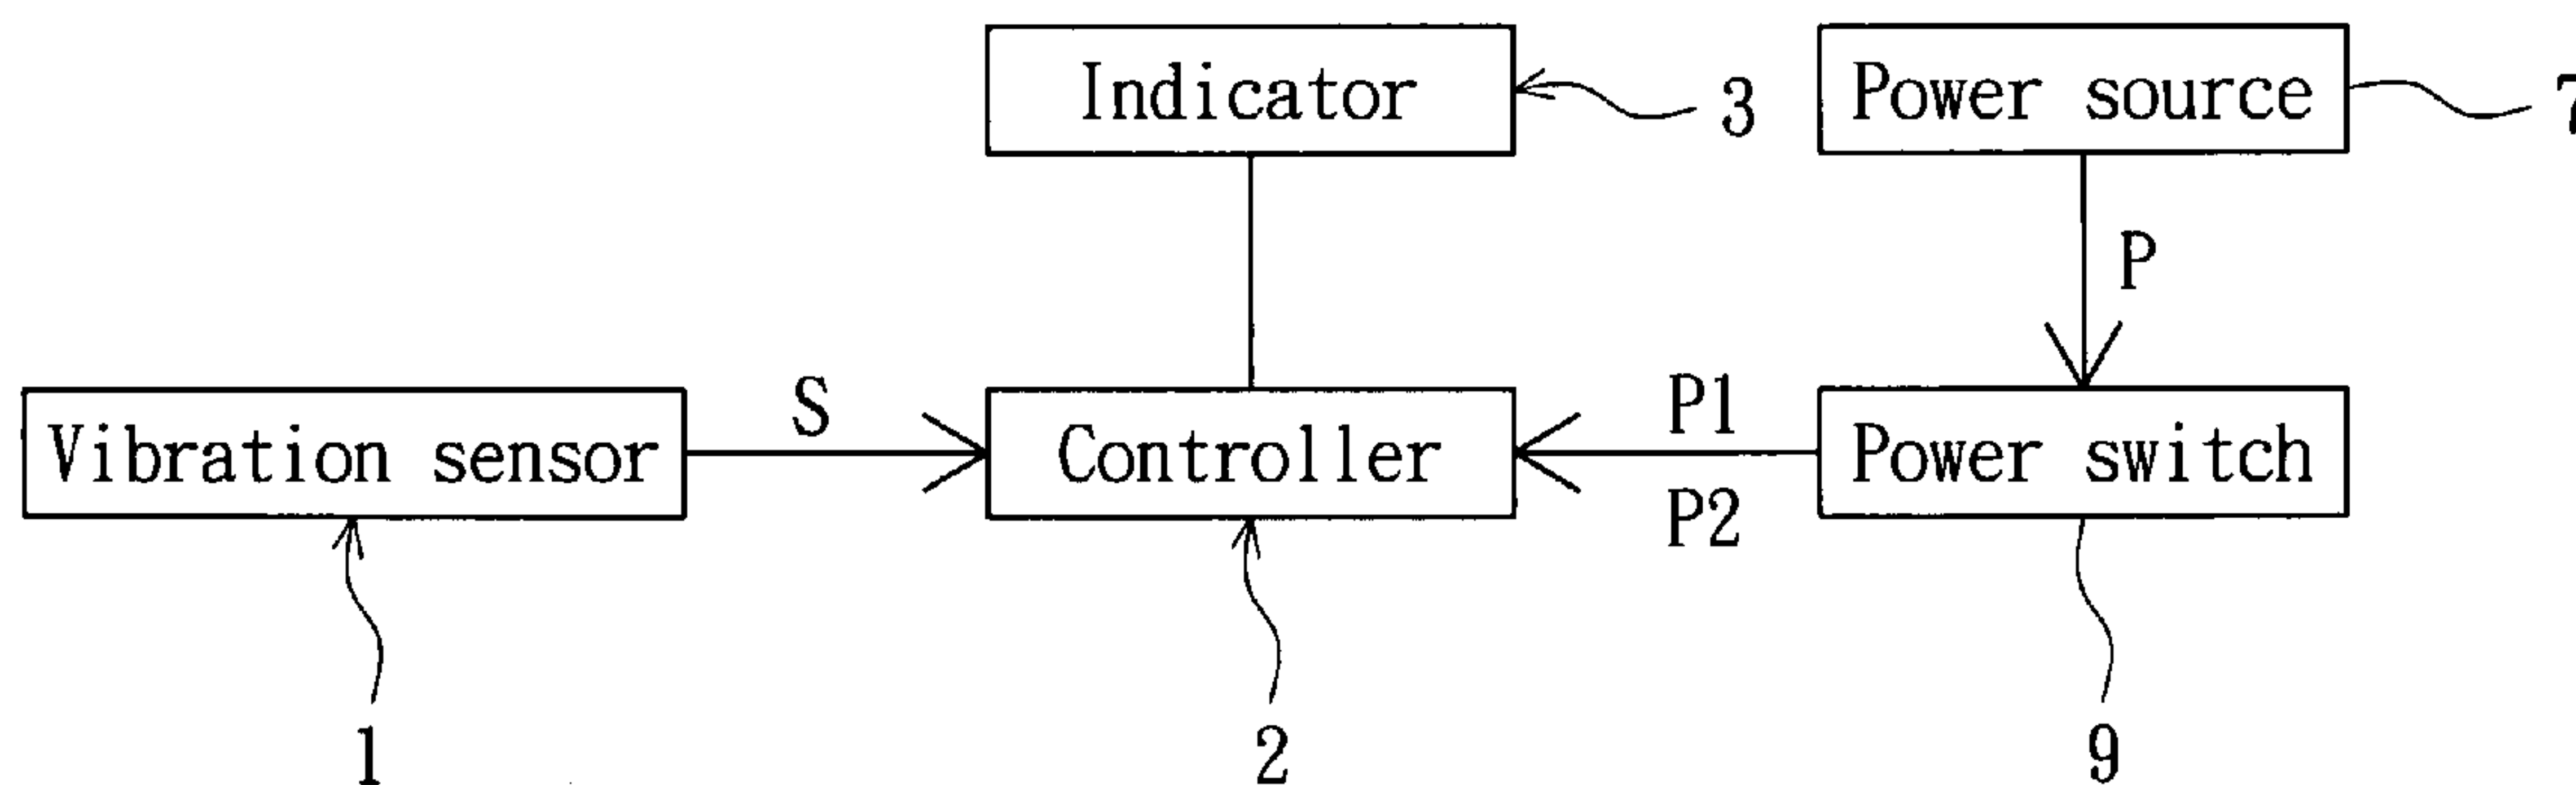 Indicator
3
Power source
7
P
Vibration sensor
S
Controller
P1
P2
Power switch
1
2
9